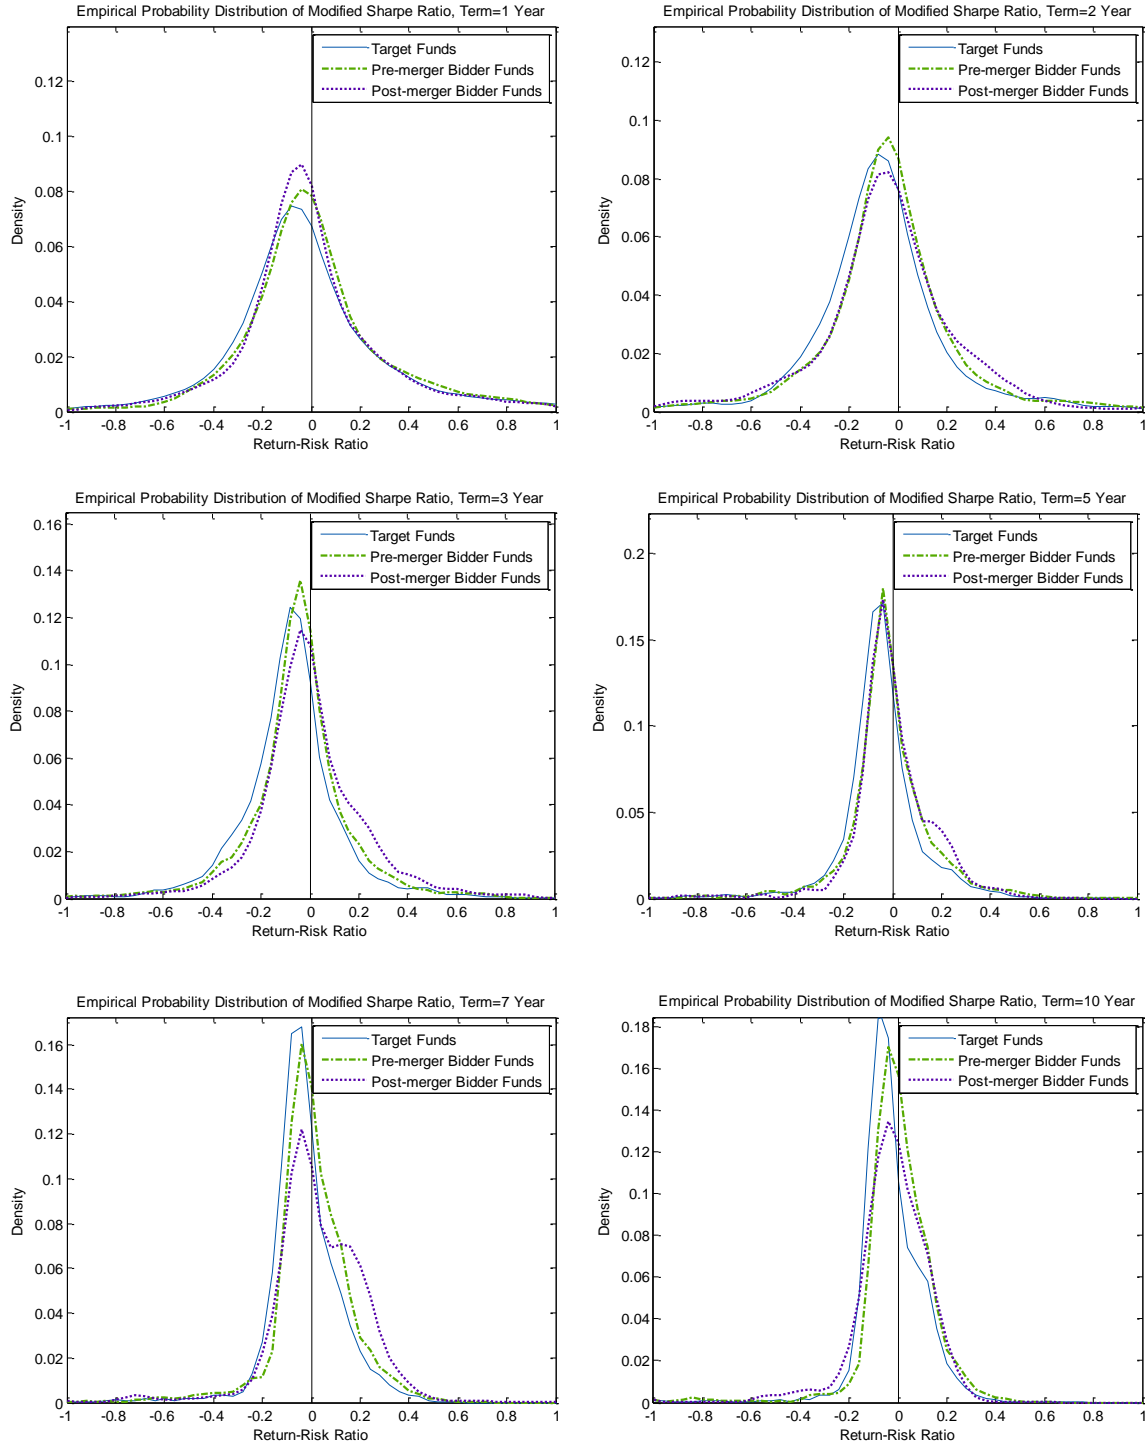 Empirical Probability Distribution of Modified Sharpe Ratio, Term=1 Year
Target Funds
Pre-merger Bidder Funds
Post-merger Bidder Funds
0.12
0.1
0.08
0.06
0.04
0.02
0
Density
-1 -0.8 -0.6 -0.4 -0.2 0 0.2 0.4 0.6 0.8 1
Return-Risk Ratio
Empirical Probability Distribution of Modified Sharpe Ratio, Term=2 Year
Target Funds
Pre-merger Bidder Funds
Post-merger Bidder Funds
0.12
0.1
0.08
0.06
0.04
0.02
0
Density
-1 -0.8 -0.6 -0.4 -0.2 0 0.2 0.4 0.6 0.8 1
Return-Risk Ratio
Empirical Probability Distribution of Modified Sharpe Ratio, Term=3 Year
Target Funds
Pre-merger Bidder Funds
Post-merger Bidder Funds
0.16
0.14
0.12
0.1
0.08
0.06
0.04
0.02
0
Density
-1 -0.8 -0.6 -0.4 -0.2 0 0.2 0.4 0.6 0.8 1
Return-Risk Ratio
Empirical Probability Distribution of Modified Sharpe Ratio, Term=5 Year
Target Funds
Pre-merger Bidder Funds
Post-merger Bidder Funds
0.2
0.15
0.1
0.05
0
Density
-1 -0.8 -0.6 -0.4 -0.2 0 0.2 0.4 0.6 0.8 1
Return-Risk Ratio
Empirical Probability Distribution of Modified Sharpe Ratio, Term=7 Year
Target Funds
Pre-merger Bidder Funds
Post-merger Bidder Funds
0.16
0.14
0.12
0.1
0.08
0.06
0.04
0.02
0
Density
-1 -0.8 -0.6 -0.4 -0.2 0 0.2 0.4 0.6 0.8 1
Return-Risk Ratio
Empirical Probability Distribution of Modified Sharpe Ratio, Term=10 Year
Target Funds
Pre-merger Bidder Funds
Post-merger Bidder Funds
0.18
0.16
0.14
0.12
0.1
0.08
0.06
0.04
0.02
0
Density
-1 -0.8 -0.6 -0.4 -0.2 0 0.2 0.4 0.6 0.8 1
Return-Risk Ratio